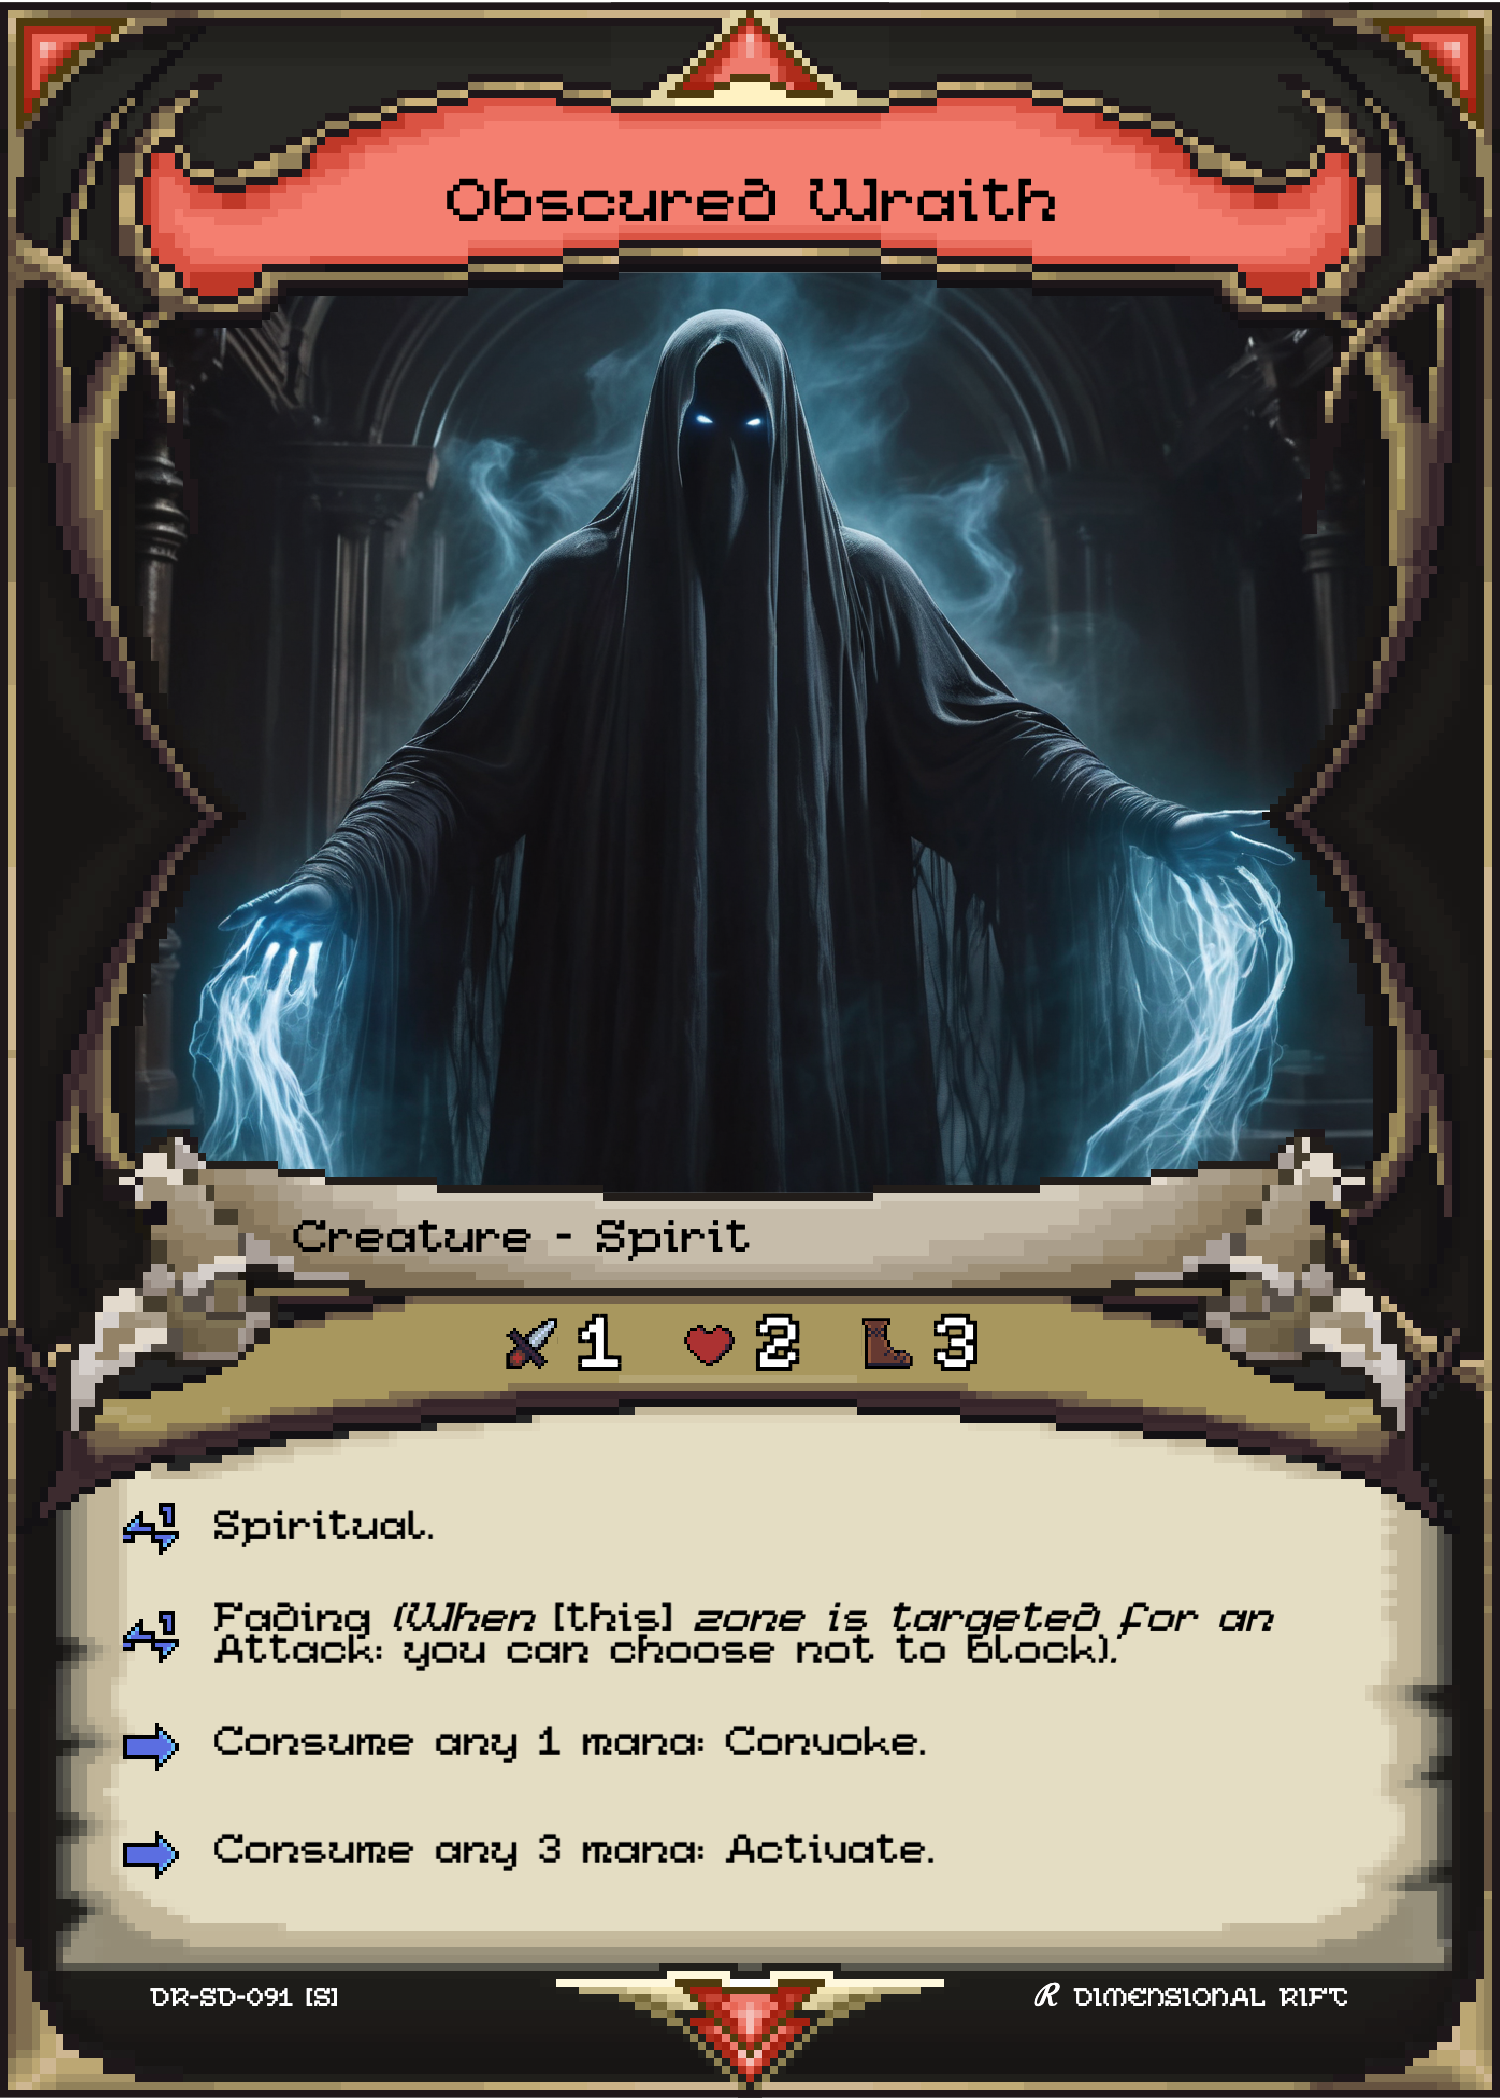 Obscured Wraith
Creature - Spirit
1 2 3
Spiritual.
Fading (When [this] zone is targeted for an
Attack: you can choose not to block).
Consume any 1 mana: Convoke.
Consume any 3 mana: Activate.
DR-SD-091 [S]
R DIMENSIONAL RIFT